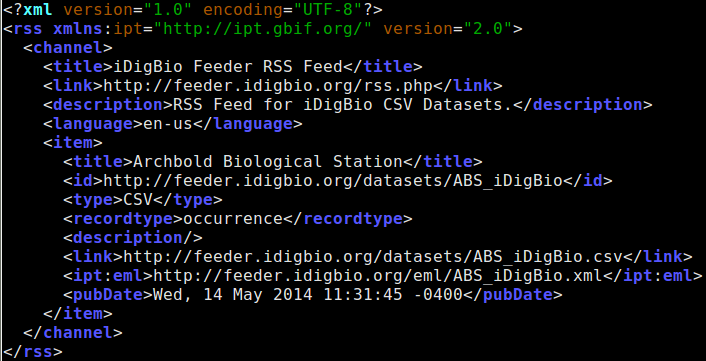 <?xml version="1.0" encoding="UTF-8"?>
<rss xmlns:ipt="http://ipt.gbif.org/" version="2.0">
  <channel>
    <title>iDigBio Feeder RSS Feed</title>
    <link>http://feeder.idigbio.org/rss.php</link>
    <description>RSS Feed for iDigBio CSV Datasets.</description>
    <language>en-us</language>
    <item>
      <title>Archbold Biological Station</title>
      <id>http://feeder.idigbio.org/datasets/ABS_iDigBio</id>
      <type>CSV</type>
      <recordtype>occurrence</recordtype>
      <description/>
      <link>http://feeder.idigbio.org/datasets/ABS_iDigBio.csv</link>
      <ipt:eml>http://feeder.idigbio.org/eml/ABS_iDigBio.xml</ipt:eml>
      <pubDate>Wed, 14 May 2014 11:31:45 -0400</pubDate>
    </item>
  </channel>
</rss>